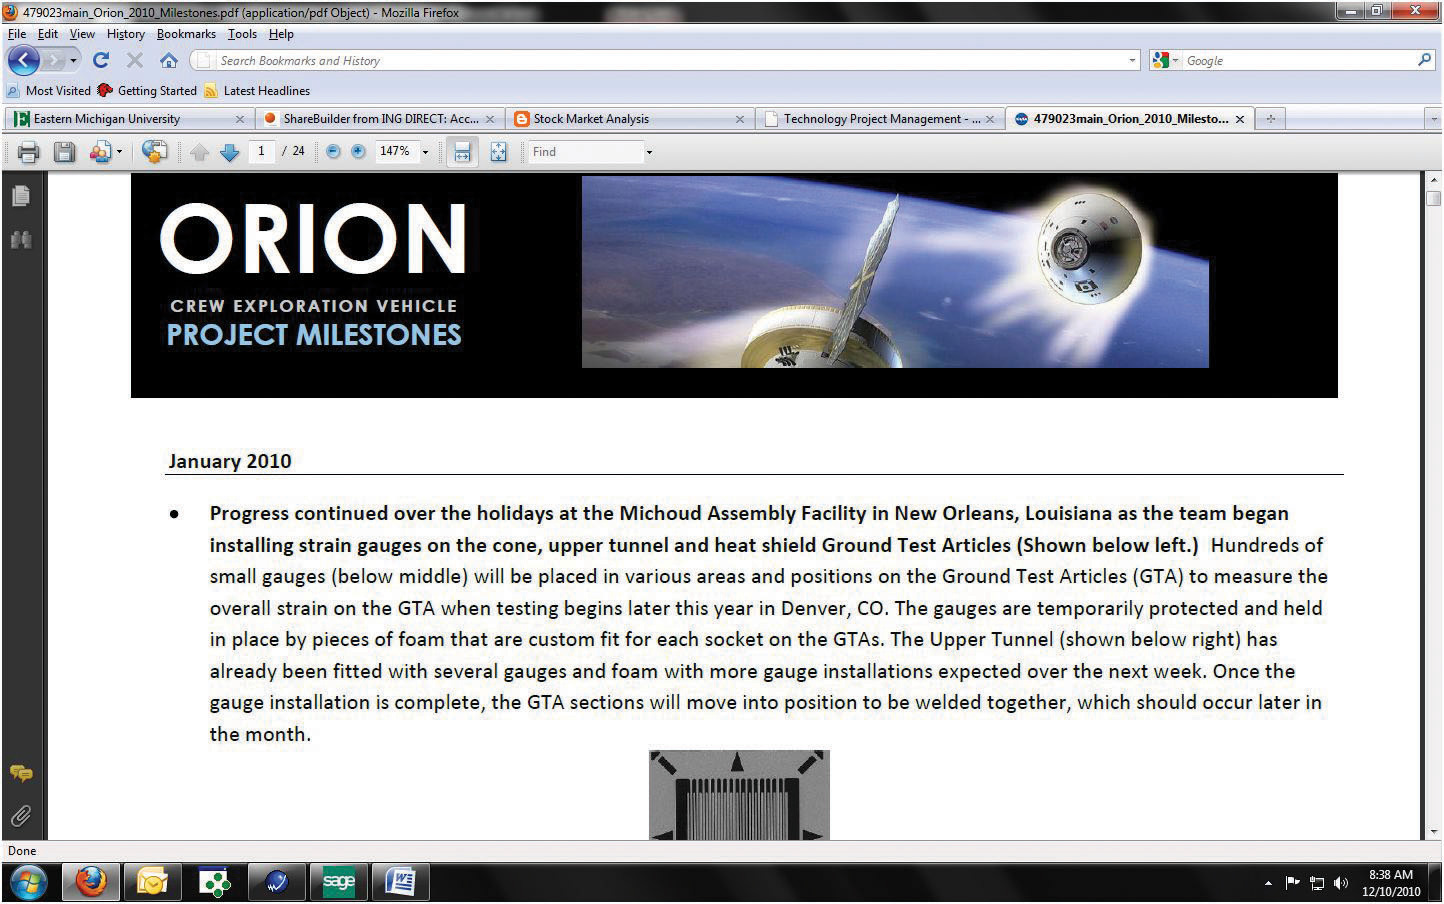 479023main_Orion_2010_Milestones.pdf (application/pdf Object) - Mozilla Firefox
File Edit View History Bookmarks Tools Help
Search Bookmarks and History
Google
Most Visited Getting Started Latest Headlines
Eastern Michigan University
ShareBuilder from ING DIRECT: Acc...
Stock Market Analysis
Technology Project Management - ...
479023main_Orion_2010_Milesto...
1 / 24 147% Find
ORION
CREW EXPLORATION VEHICLE
PROJECT MILESTONES
January 2010
• Progress continued over the holidays at the Michoud Assembly Facility in New Orleans, Louisiana as the team began
installing strain gauges on the cone, upper tunnel and heat shield Ground Test Articles (Shown below left.) Hundreds of
small gauges (below middle) will be placed in various areas and positions on the Ground Test Articles (GTA) to measure the
overall strain on the GTA when testing begins later this year in Denver, CO. The gauges are temporarily protected and held
in place by pieces of foam that are custom fit for each socket on the GTAs. The Upper Tunnel (shown below right) has
already been fitted with several gauges and foam with more gauge installations expected over the next week. Once the
gauge installation is complete, the GTA sections will move into position to be welded together, which should occur later in
the month.
Done
sage
8:38 AM
12/10/2010